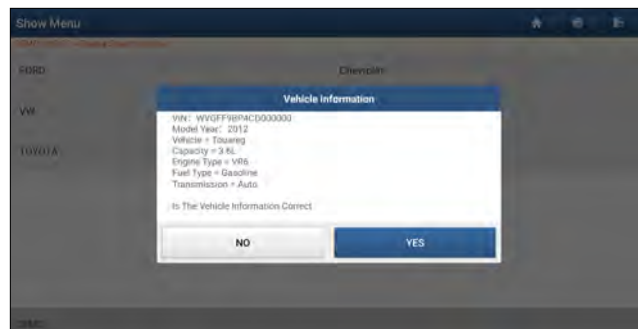 Show Menu
FORD
Chevrolet
VW
TOYOTA
Vehicle Information
VIN: WVGFF9BP4CD000000
Model Year: 2012
Vehicle = Touareg
Capacity = 3.6L
Engine Type = VR6
Fuel Type = Gasoline
Transmission = Auto
Is The Vehicle Information Correct
NO
YES